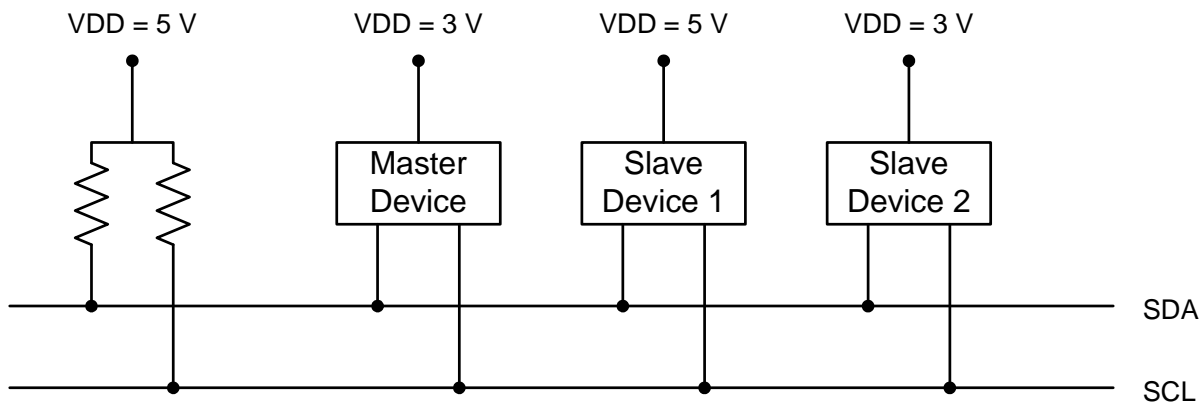 VDD = 5 V
VDD = 3 V
VDD = 5 V
VDD = 3 V
Master
Device
Slave
Device 1
Slave
Device 2
SDA
SCL